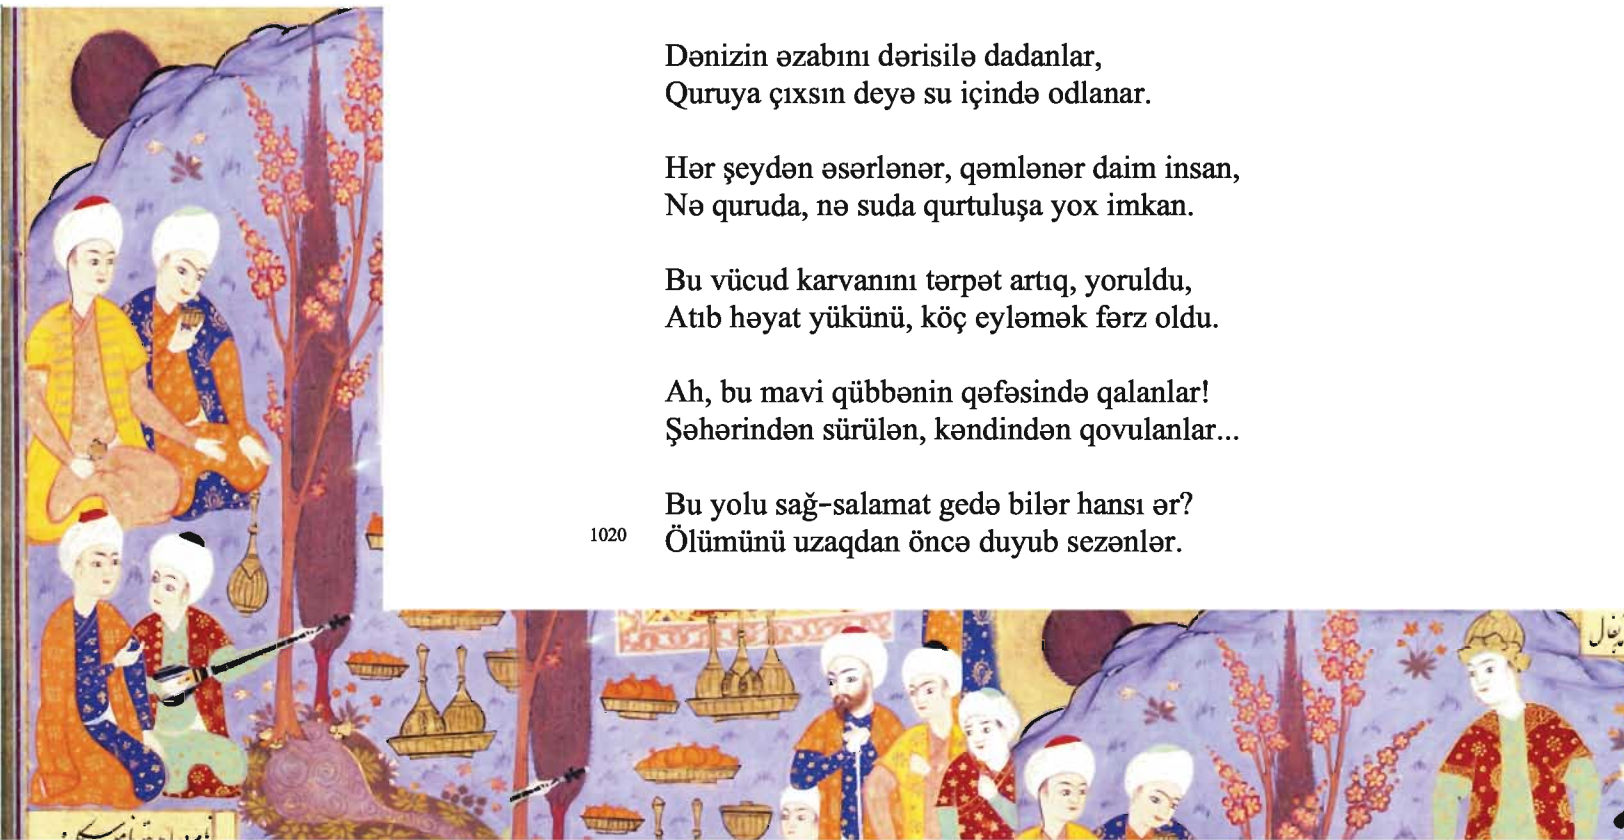 Dənizin əzabını dərisilə dadanlar,
Quruya çıxsın deyə su içində odlanar.
Hər şeydən əsərlənər, qəmlənər daim insan,
Nə quruda, nə suda qurtuluşa yox imkan.
Bu vücud karvanını tərpət artıq, yoruldu,
Atıb həyat yükünü, köç eyləmək fərz oldu.
Ah, bu mavi qübbənin qəfəsində qalanlar!
Şəhərindən sürülən, kəndindən qovulanlar...
Bu yolu sağ-salamat gedə bilər hansı ər?
1020 Ölümünü uzaqdan öncə duyub sezənlər.